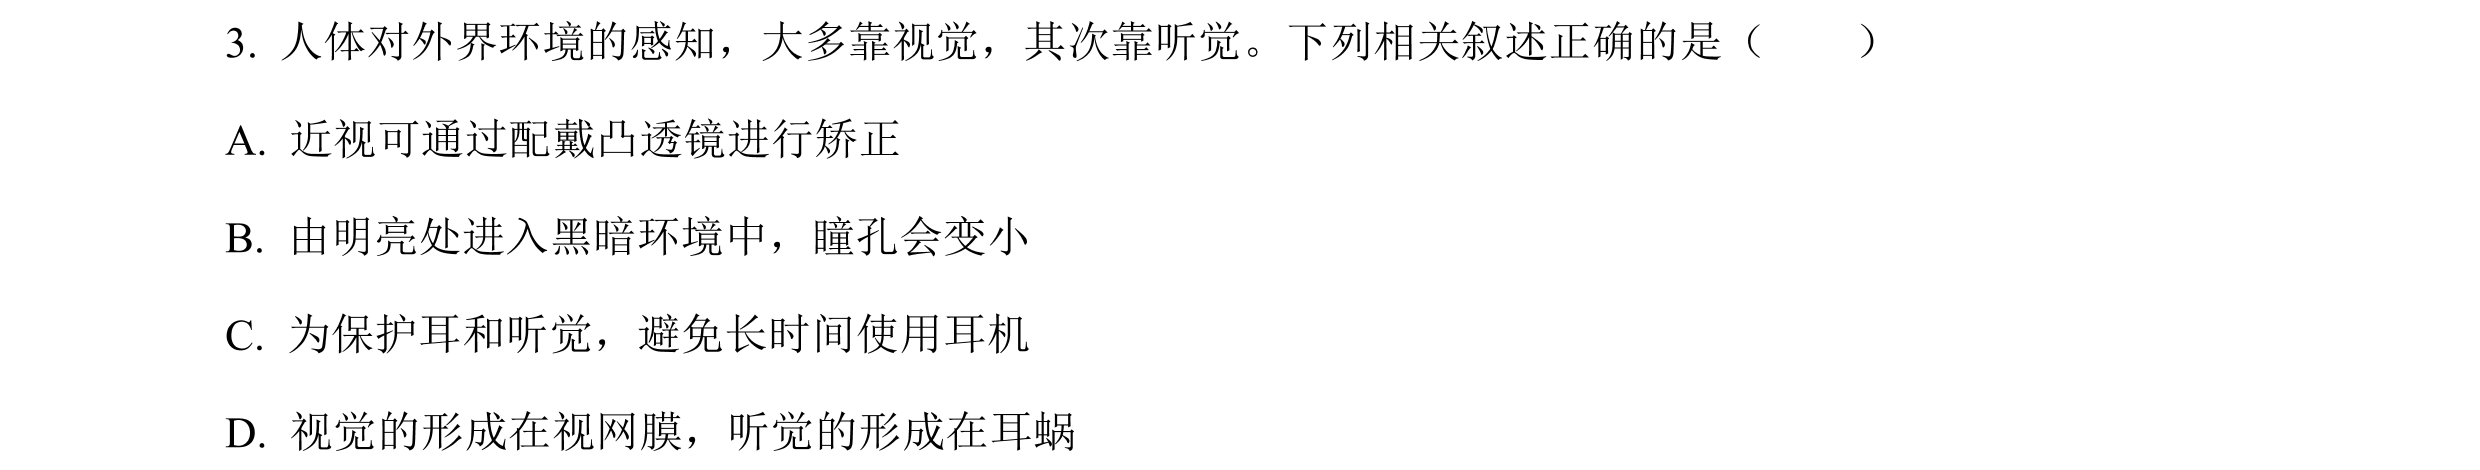 3. 人体对外界环境的感知，大多靠视觉，其次靠听觉。下列相关叙述正确的是（　　）
A. 近视可通过配戴凸透镜进行矫正
B. 由明亮处进入黑暗环境中，瞳孔会变小
C. 为保护耳和听觉，避免长时间使用耳机
D. 视觉的形成在视网膜，听觉的形成在耳蜗